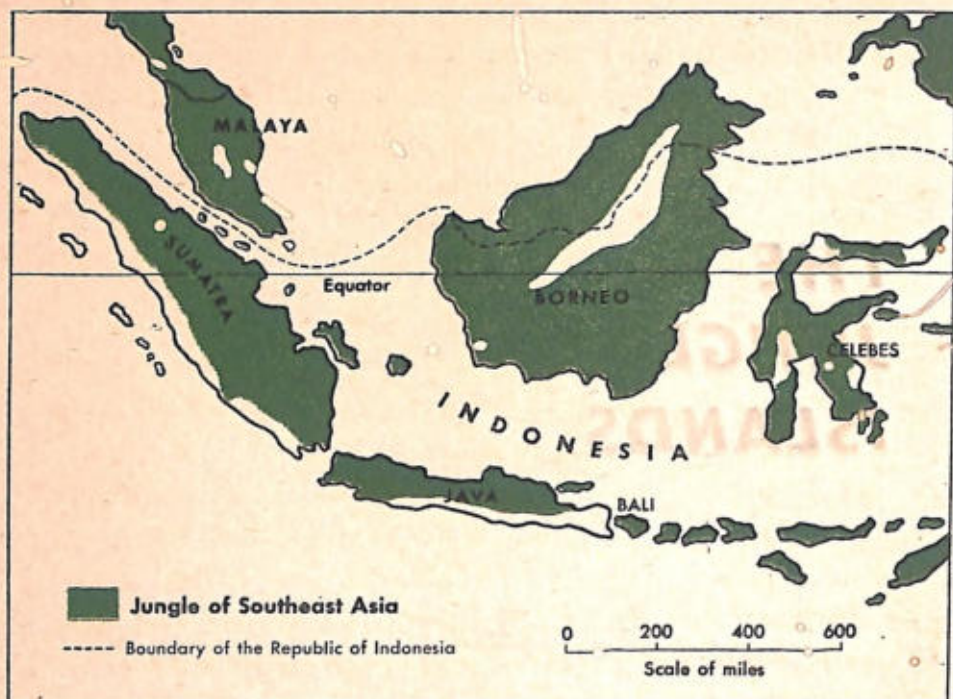 MALAYA
SUMATRA
Equator
BORNEO
CELEBES
INDONESIA
JAVA
BALI
Jungle of Southeast Asia
Boundary of the Republic of Indonesia
0 200 400 600
Scale of miles